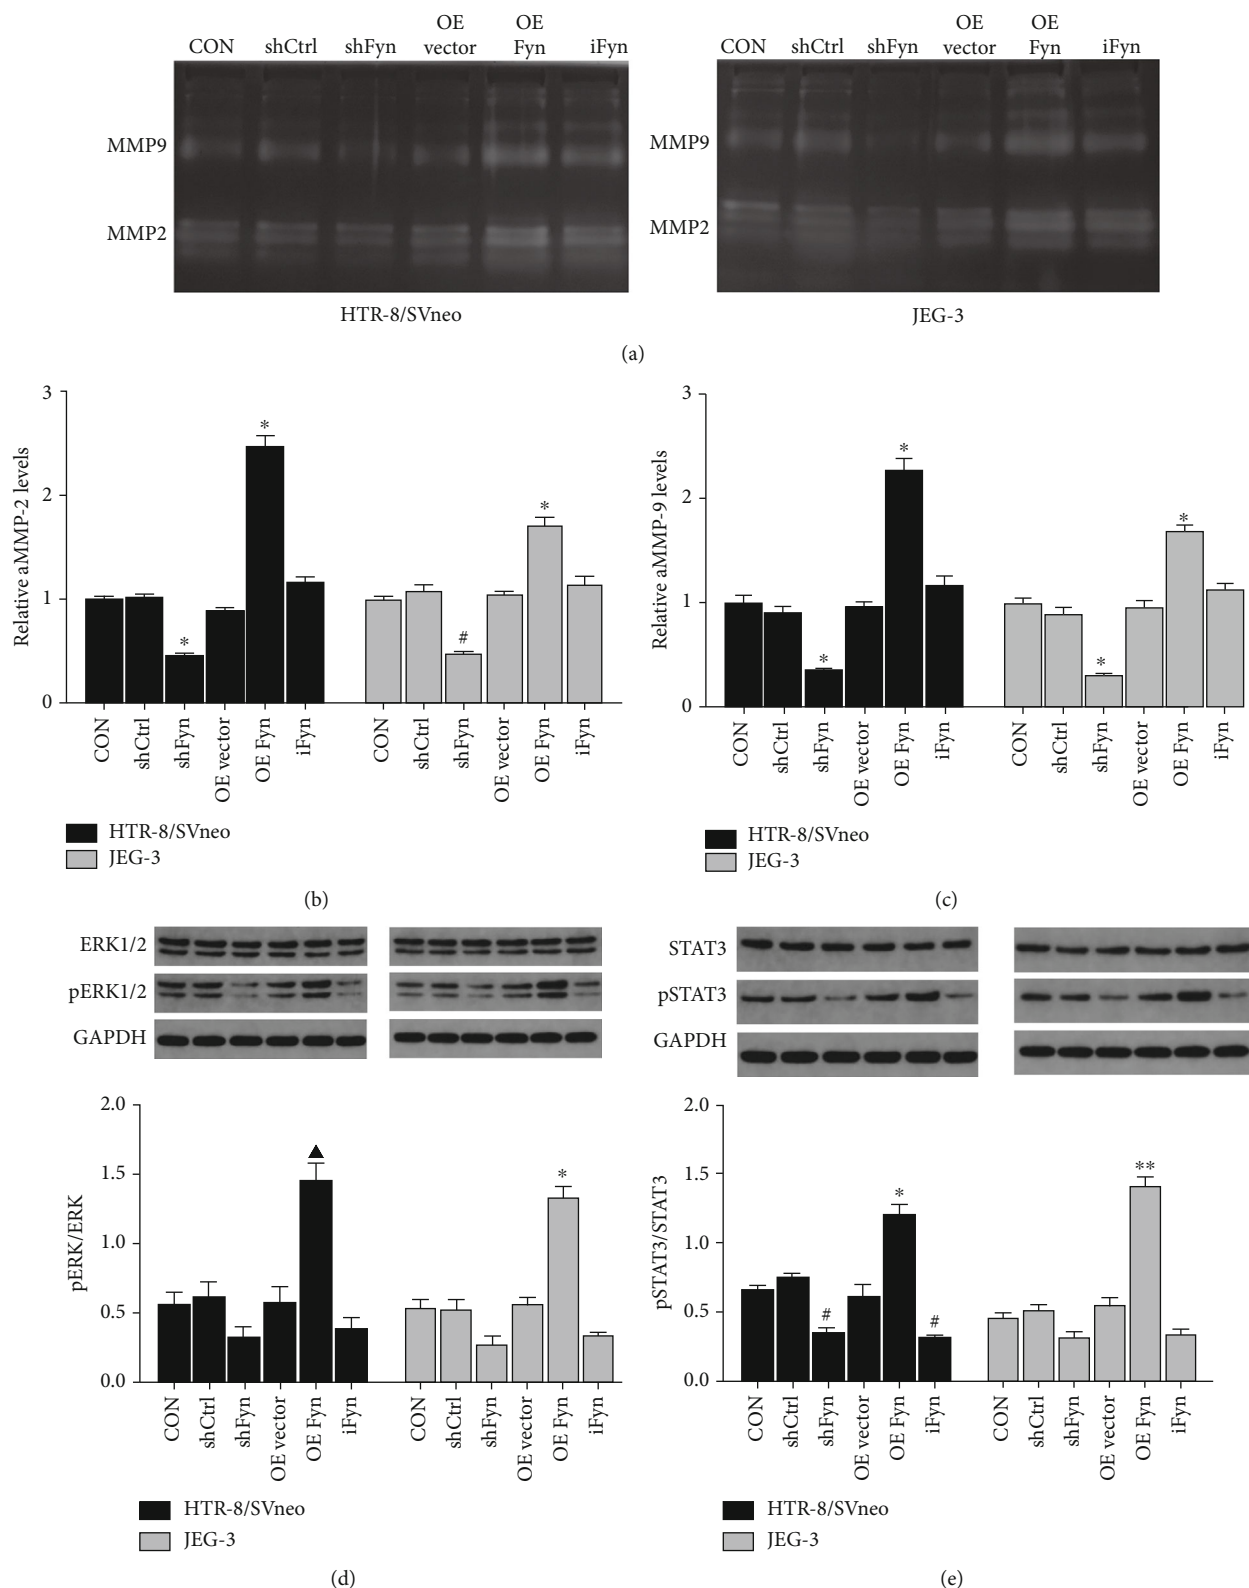 CON shCtrl shFyn OE vector OE Fyn iFyn
CON shCtrl shFyn OE vector OE Fyn iFyn
MMP9
MMP2
MMP9
MMP2
HTR-8/SVneo
JEG-3
(a)
Relative aMMP-2 levels
3
2
1
0
* * # *
CON shCtrl shFyn OE vector OE Fyn iFyn CON shCtrl shFyn OE vector OE Fyn iFyn
HTR-8/SVneo
JEG-3
(b)
Relative aMMP-9 levels
3
2
1
0
* * * *
CON shCtrl shFyn OE vector OE Fyn iFyn CON shCtrl shFyn OE vector OE Fyn iFyn
HTR-8/SVneo
JEG-3
(c)
ERK1/2
pERK1/2
GAPDH
pERK/ERK
2.0
1.5
1.0
0.5
0.0
▲ *
CON shCtrl shFyn OE vector OE Fyn iFyn CON shCtrl shFyn OE vector OE Fyn iFyn
HTR-8/SVneo
JEG-3
(d)
STAT3
pSTAT3
GAPDH
pSTAT3/STAT3
2.0
1.5
1.0
0.5
0.0
# * # **
CON shCtrl shFyn OE vector OE Fyn iFyn CON shCtrl shFyn OE vector OE Fyn iFyn
HTR-8/SVneo
JEG-3
(e)